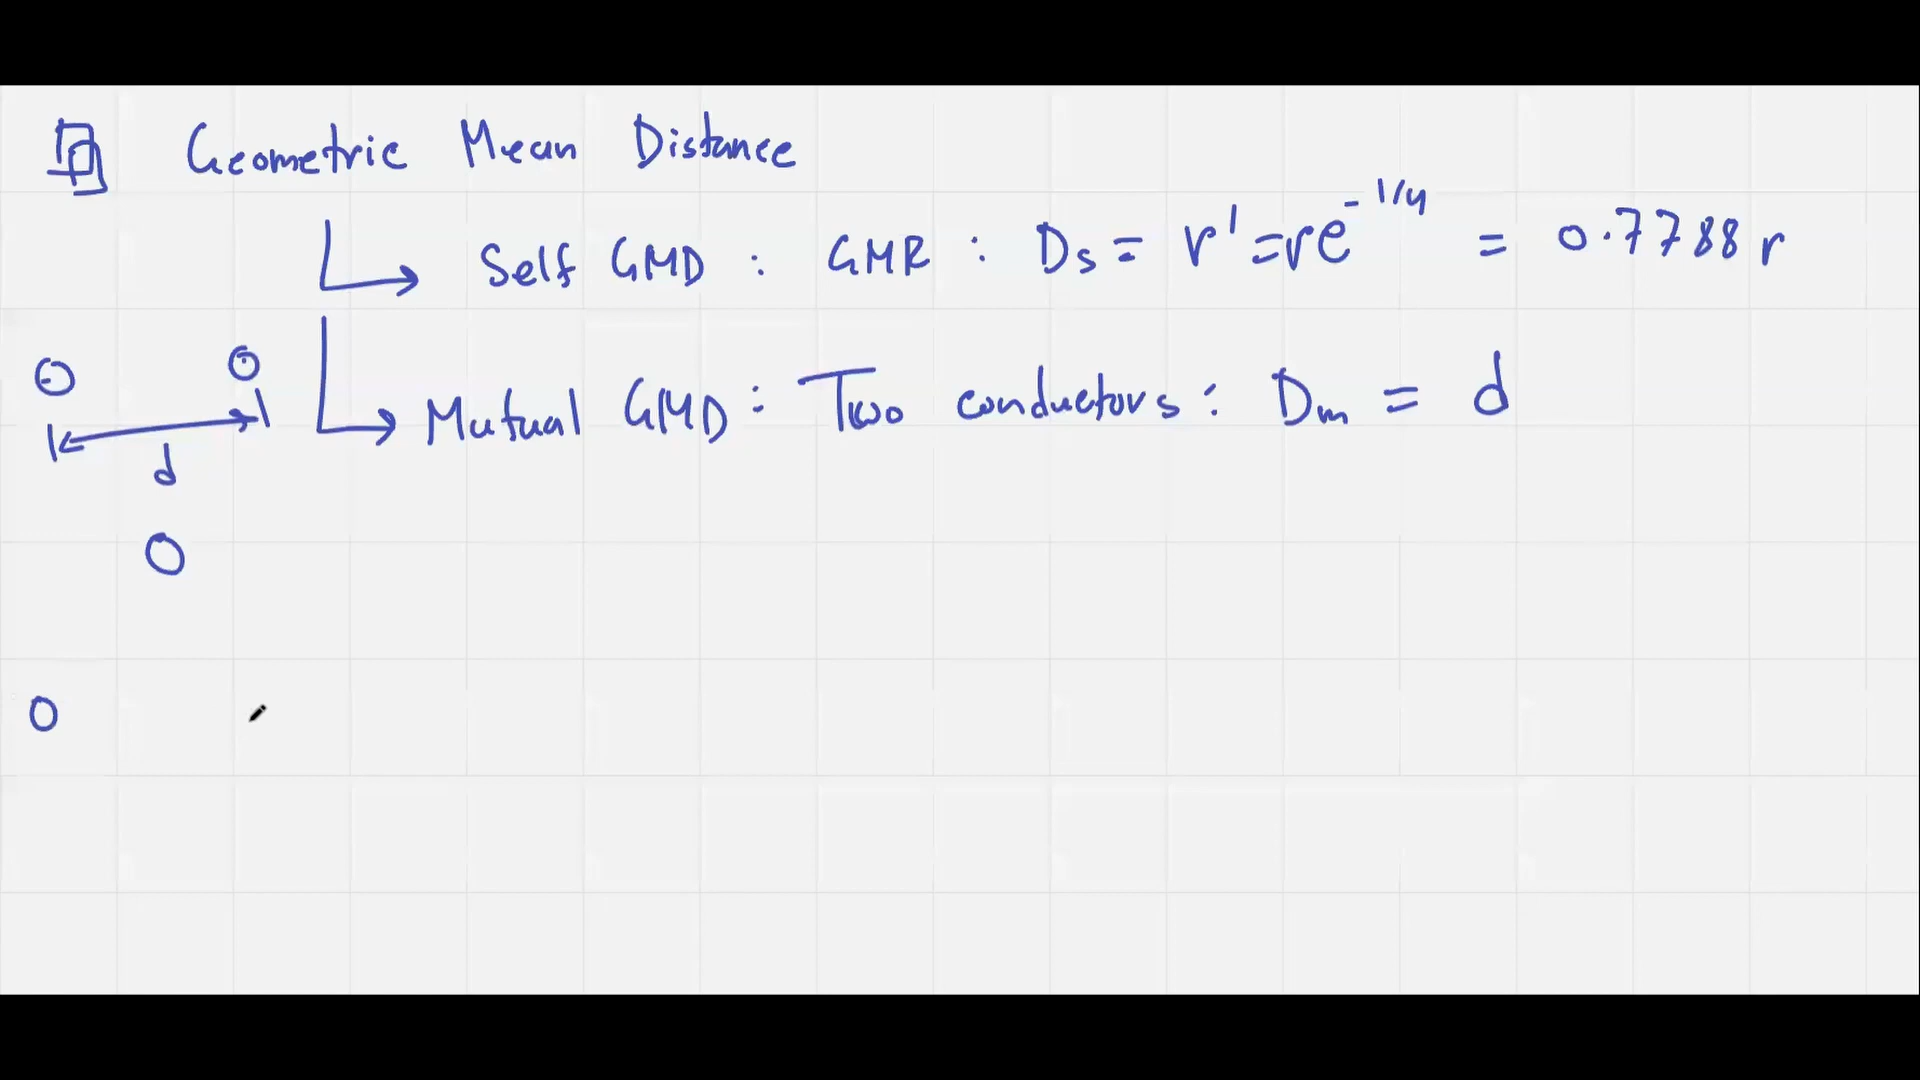 Geometric Mean Distance
Self GMD : GMR : Ds = r' = re^-1/4 = 0.7788 r
Mutual GMD : Two conductors : Dm = d
d